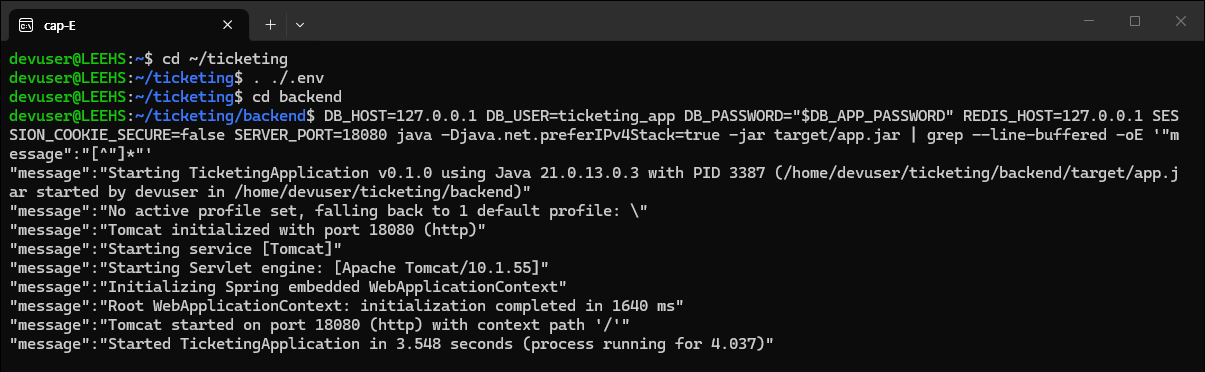 cap-E
devuser@LEEHS:~$ cd ~/ticketing
devuser@LEEHS:~/ticketing$ . ./.env
devuser@LEEHS:~/ticketing$ cd backend
devuser@LEEHS:~/ticketing/backend$ DB_HOST=127.0.0.1 DB_USER=ticketing_app DB_PASSWORD="$DB_APP_PASSWORD" REDIS_HOST=127.0.0.1 SES
SION_COOKIE_SECURE=false SERVER_PORT=18080 java -Djava.net.preferIPv4Stack=true -jar target/app.jar | grep --line-buffered -oE '"m
essage":"[^"]*"'
"message":"Starting TicketingApplication v0.1.0 using Java 21.0.13.0.3 with PID 3387 (/home/devuser/ticketing/backend/target/app.j
ar started by devuser in /home/devuser/ticketing/backend)"
"message":"No active profile set, falling back to 1 default profile: \"
"message":"Tomcat initialized with port 18080 (http)"
"message":"Starting service [Tomcat]"
"message":"Starting Servlet engine: [Apache Tomcat/10.1.55]"
"message":"Initializing Spring embedded WebApplicationContext"
"message":"Root WebApplicationContext: initialization completed in 1640 ms"
"message":"Tomcat started on port 18080 (http) with context path '/'"
"message":"Started TicketingApplication in 3.548 seconds (process running for 4.037)"